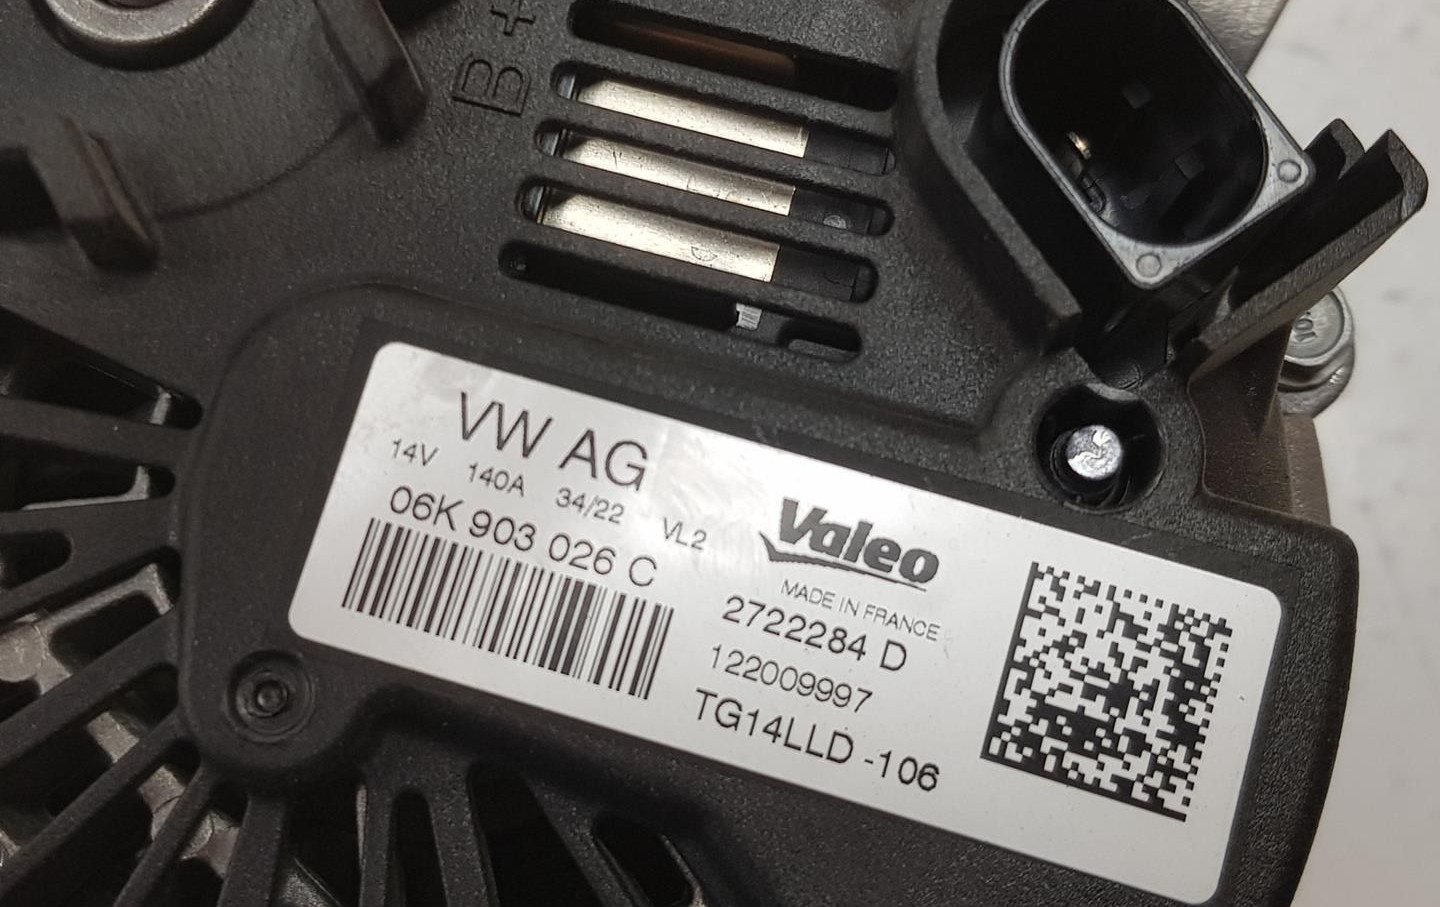 B+
VW AG
14V 140A 34/22 VL2
06K 903 026 C
Valeo
MADE IN FRANCE
2722284 D
122009997
TG14LLD -106